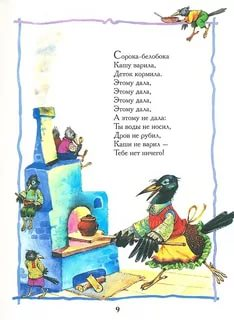 Сорока-белобока
Кашу варила,
Деток кормила.
Этому дала,
Этому дала,
Этому дала,
Этому дала,
А этому не дала:
Ты воды не носил,
Дров не рубил,
Каши не варил —
Тебе нет ничего!
9